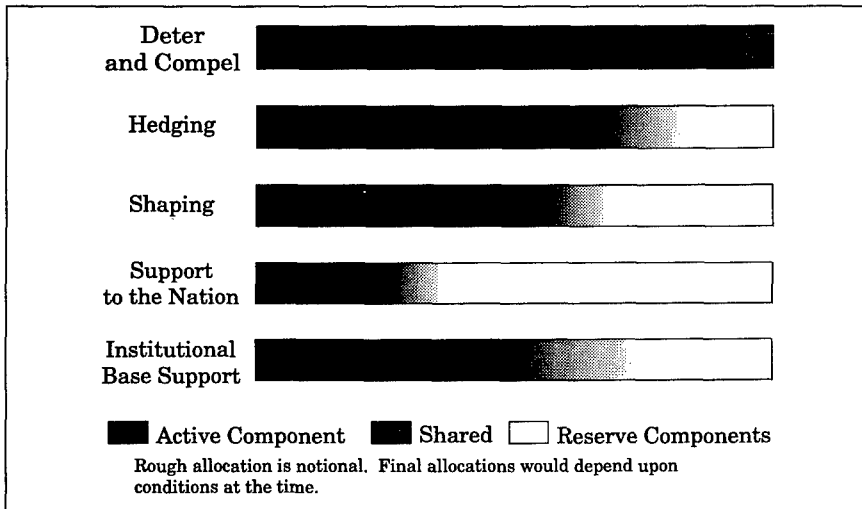 Deter
and Compel
Hedging
Shaping
Support
to the Nation
Institutional
Base Support
Active Component Shared Reserve Components
Rough allocation is notional. Final allocations would depend upon
conditions at the time.